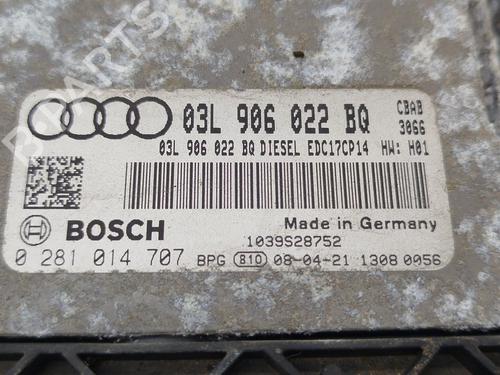 03L 906 022 BQ
CBAB
3066
03L 906 022 BQ DIESEL EDC17CP14 HW: H01
BOSCH
Made in Germany
1039S28752
0 281 014 707 BPG 810 08-04-21 1308 0056